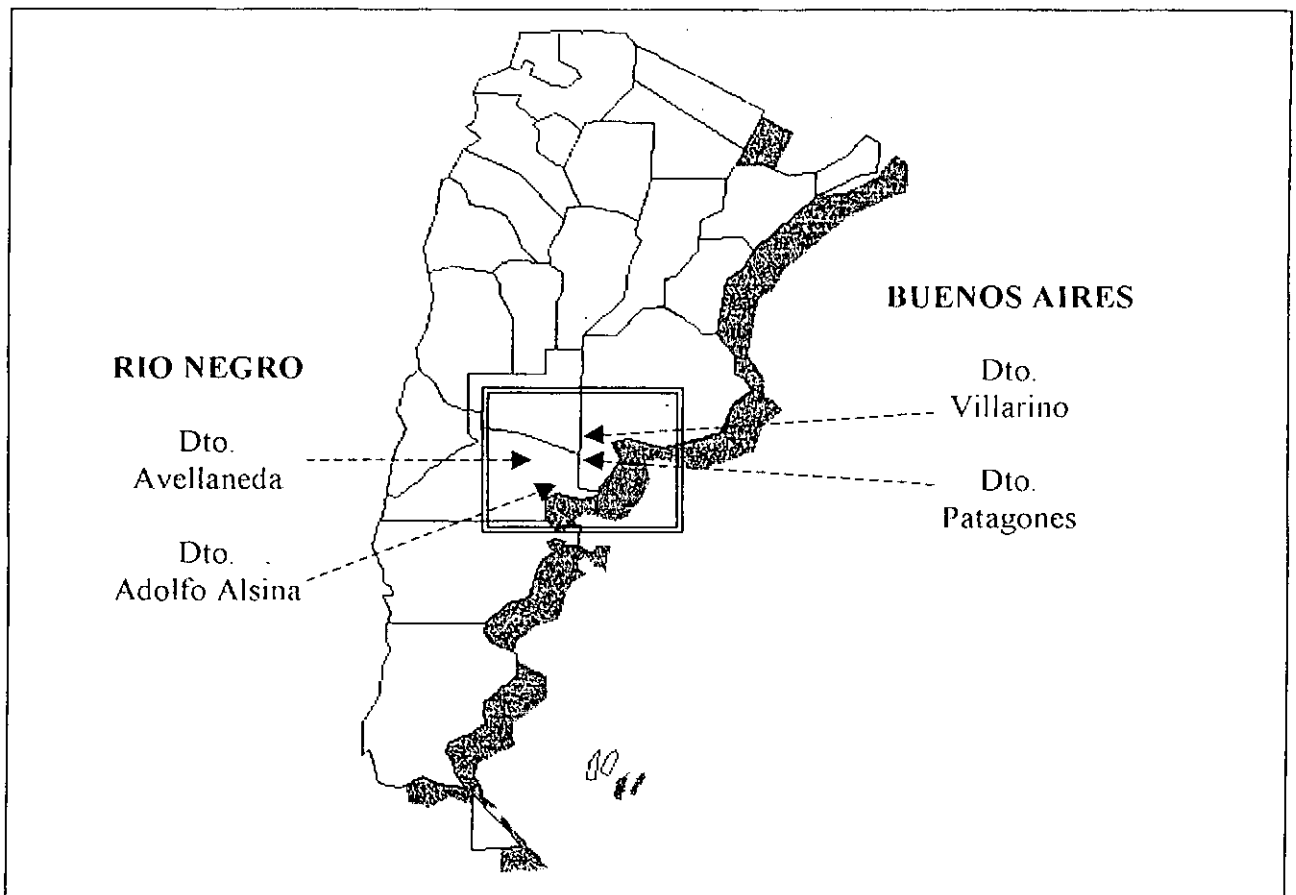 RIO NEGRO
Dto.
Avellaneda
Dto.
Adolfo Alsina
BUENOS AIRES
Dto.
Villarino
Dto.
Patagones